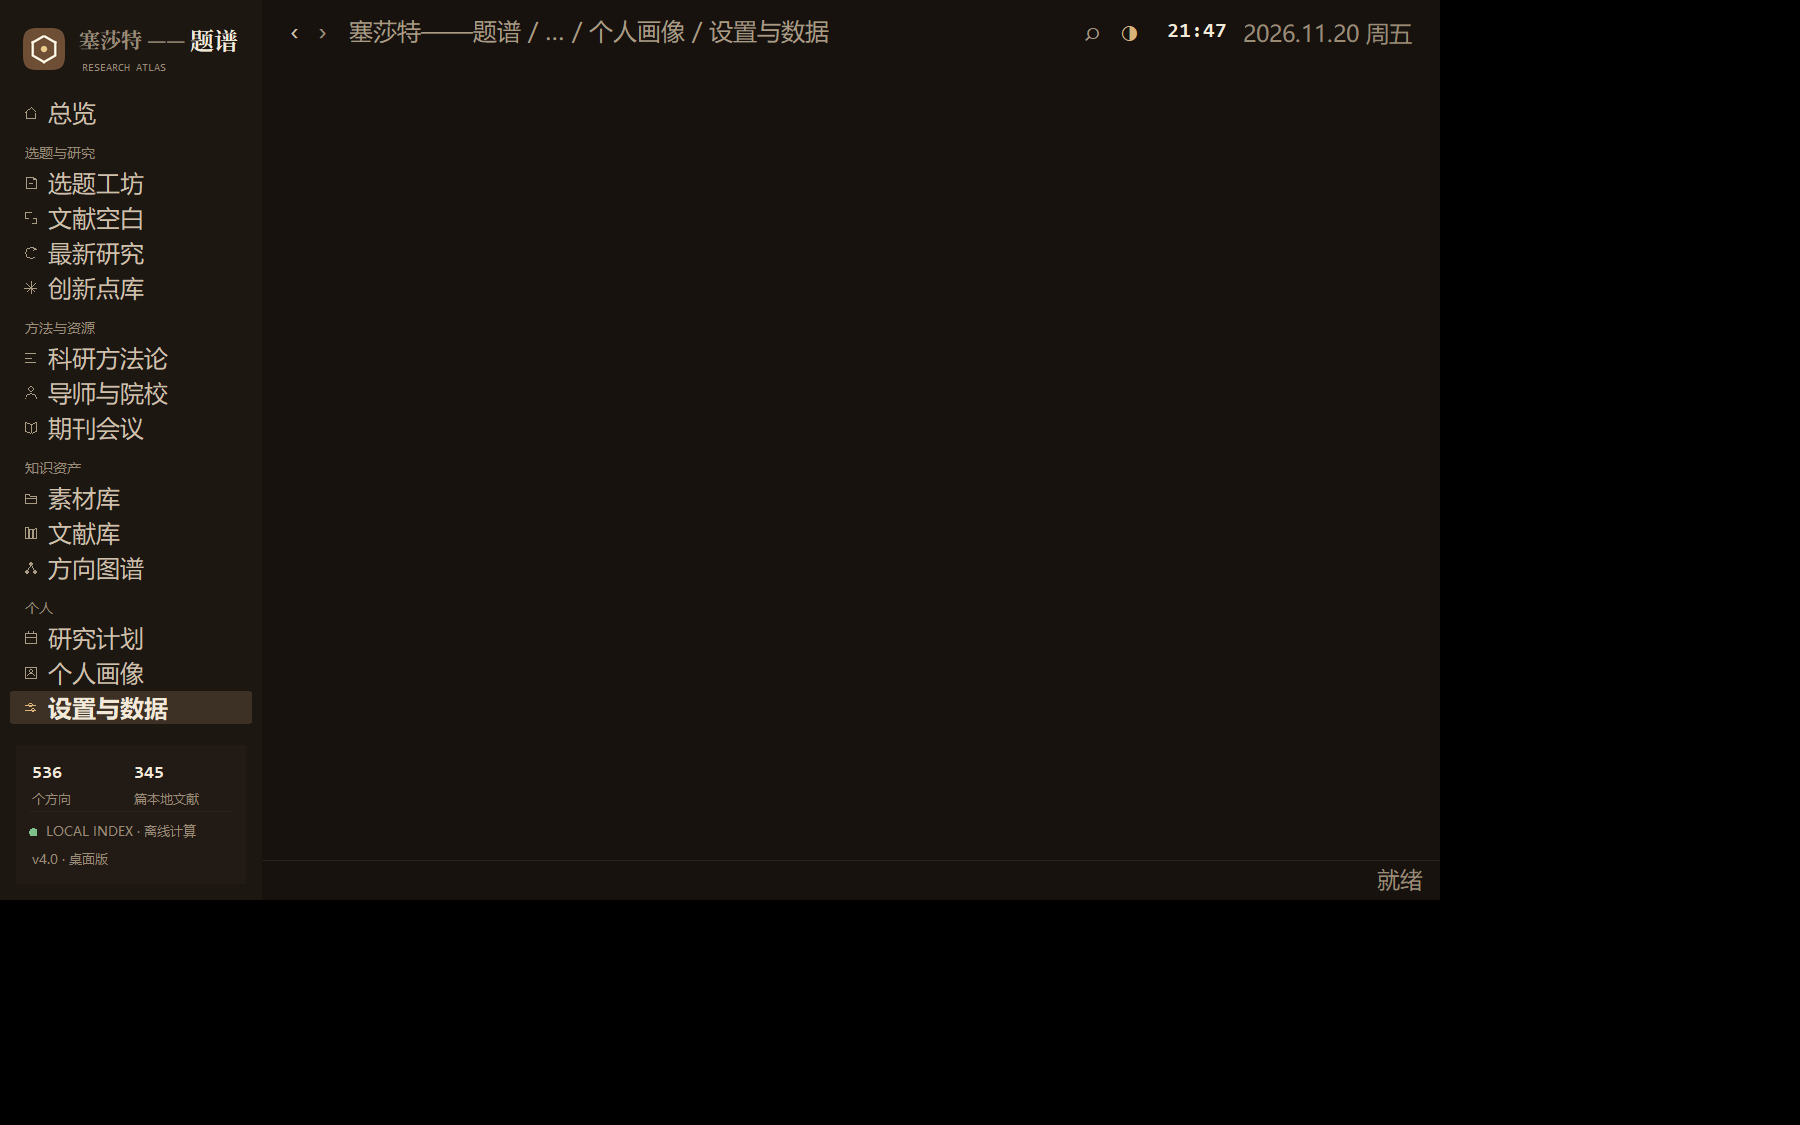 塞莎特 —— 题谱
RESEARCH ATLAS
总览
选题与研究
选题工坊
文献空白
最新研究
创新点库
方法与资源
科研方法论
导师与院校
期刊会议
知识资产
素材库
文献库
方向图谱
个人
研究计划
个人画像
设置与数据
536 345
个方向 篇本地文献
LOCAL INDEX · 离线计算
v4.0 · 桌面版
‹ › 塞莎特——题谱 / ... / 个人画像 / 设置与数据
21:47 2026.11.20 周五
就绪